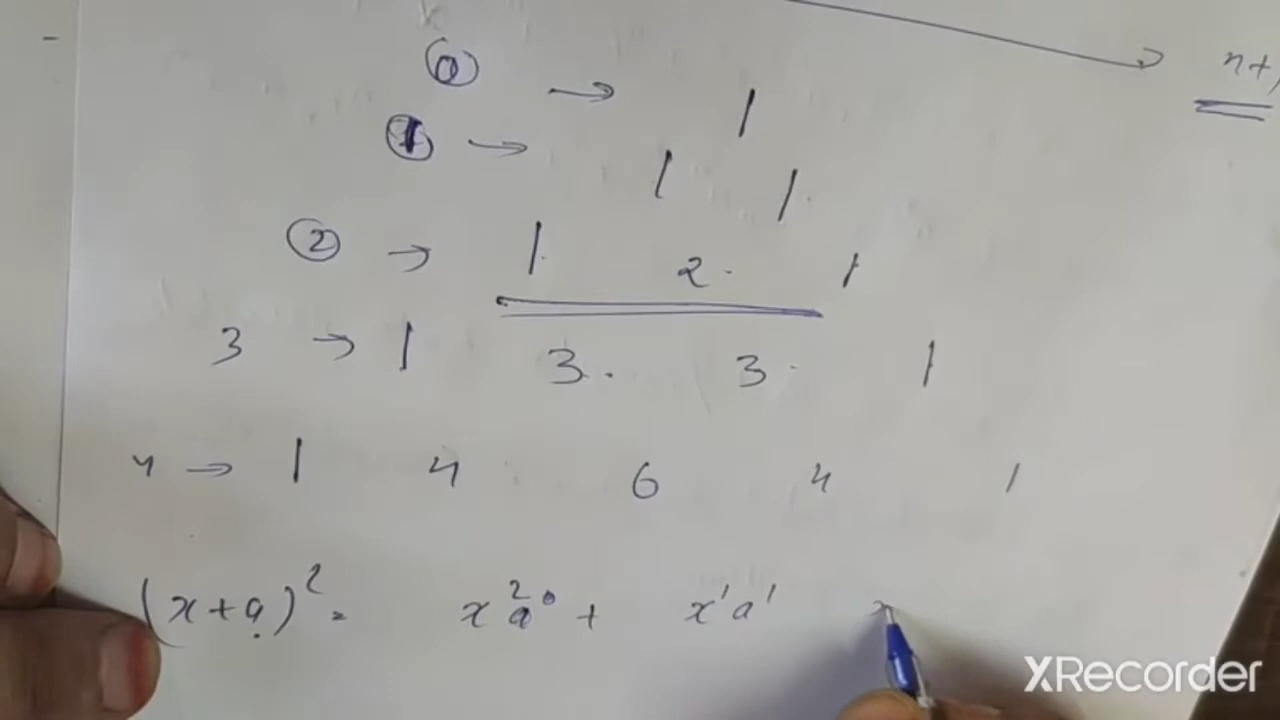 n+1
0 → 1
1 → 1 1
2 → 1 2 1
3 → 1 3 3 1
4 → 1 4 6 4 1
(x+a)² = x²a⁰ + x¹a¹ x
XRecorder